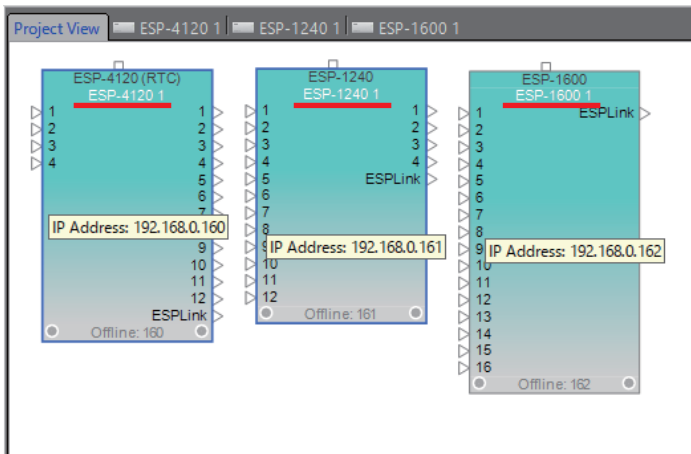 Project View
ESP-4120 1
ESP-1240 1
ESP-1600 1
ESP-4120 (RTC)
ESP-4120 1
1
2
3
4
1
2
3
4
5
6
7
IP Address: 192.168.0.160
9
10
11
12
ESPLink
Offline: 160
ESP-1240
ESP-1240 1
1
2
3
4
5
6
7
8
9
10
11
12
1
2
3
4
ESPLink
IP Address: 192.168.0.161
Offline: 161
ESP-1600
ESP-1600 1
1
2
3
4
5
6
7
8
9
10
11
12
13
14
15
16
ESPLink
IP Address: 192.168.0.162
Offline: 162